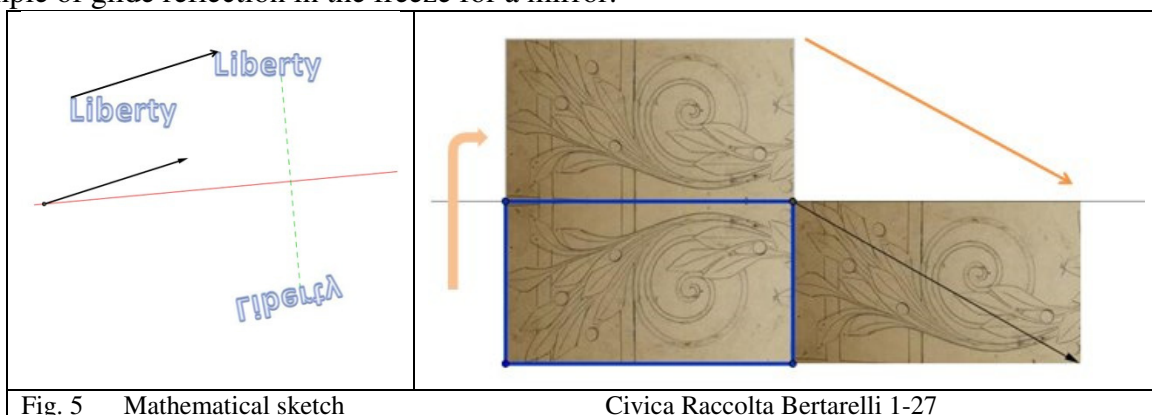 ple of glide reflection in the freeze for a mirror.
Liberty
Liberty
Liberty
Fig. 5 Mathematical sketch Civica Raccolta Bertarelli 1-27